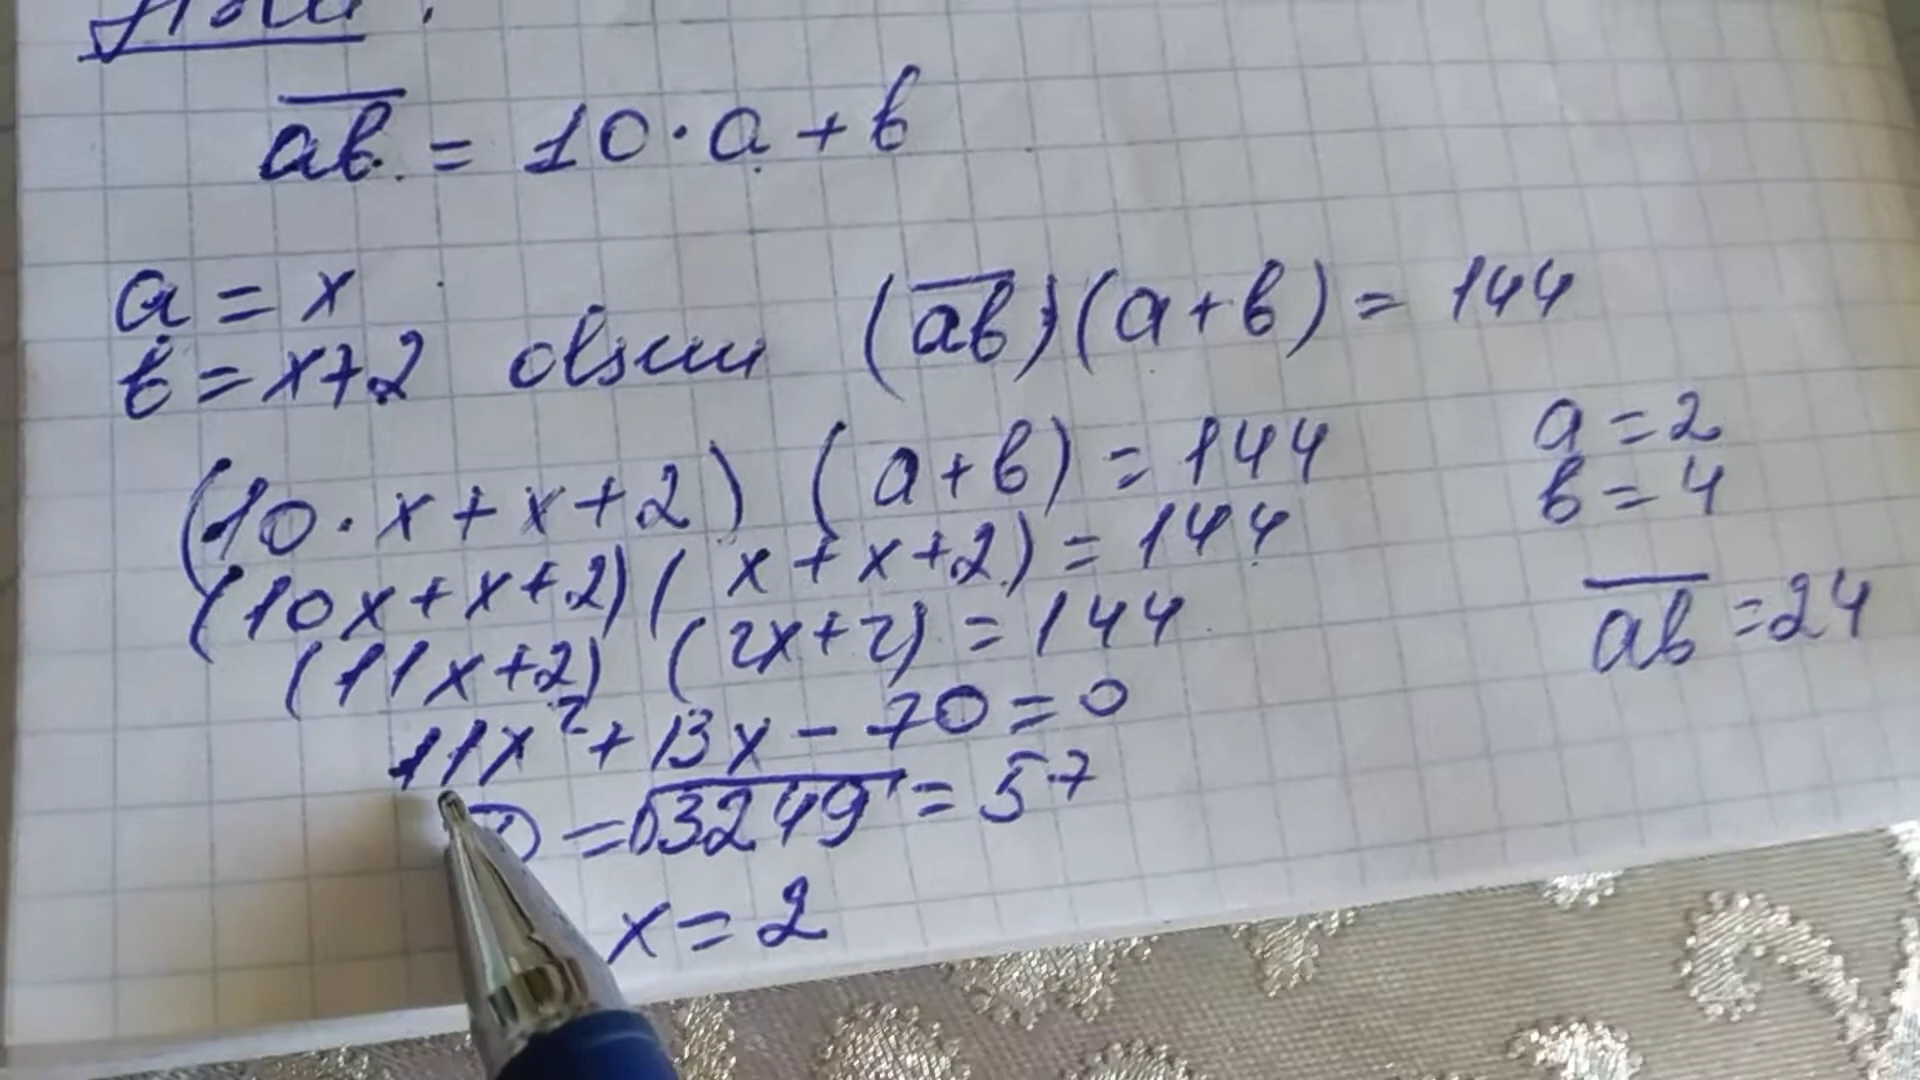 ab = 10·a+b
a = x
b = x+2 olsun (ab)(a+b) = 144
(10·x+x+2) (a+b) = 144
(10x+x+2)(x+x+2) = 144
(11x+2) (2x+2) = 144
11x²+13x-70=0
= √3249 = 57
x=2
a=2
b=4
ab=24